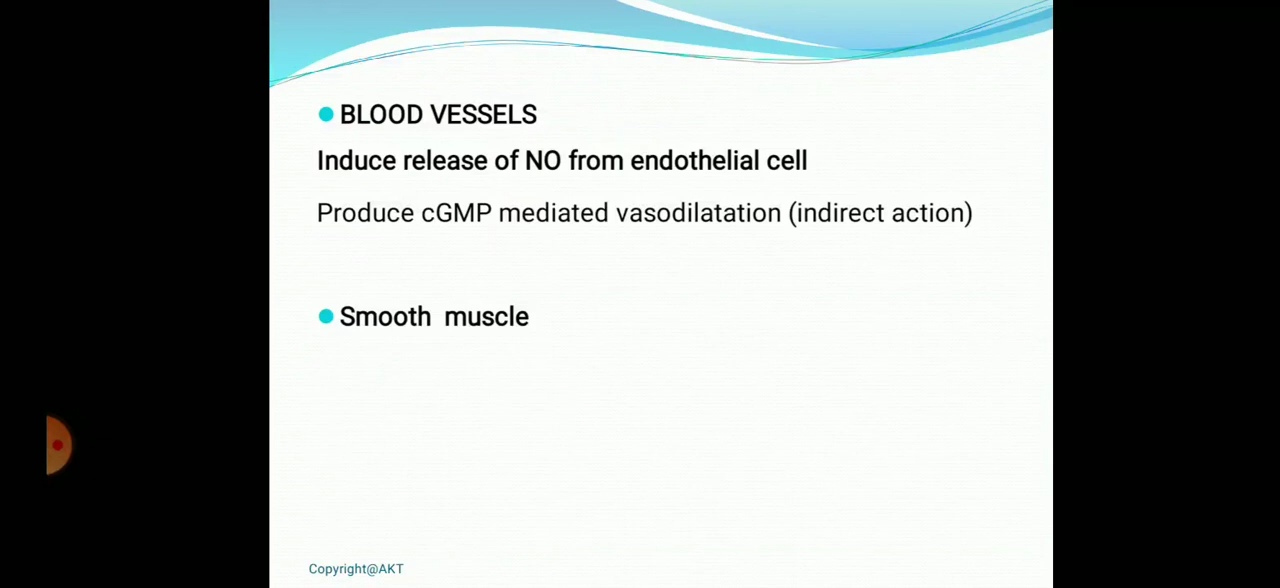 BLOOD VESSELS
Induce release of NO from endothelial cell
Produce cGMP mediated vasodilatation (indirect action)
Smooth muscle
Copyright@AKT